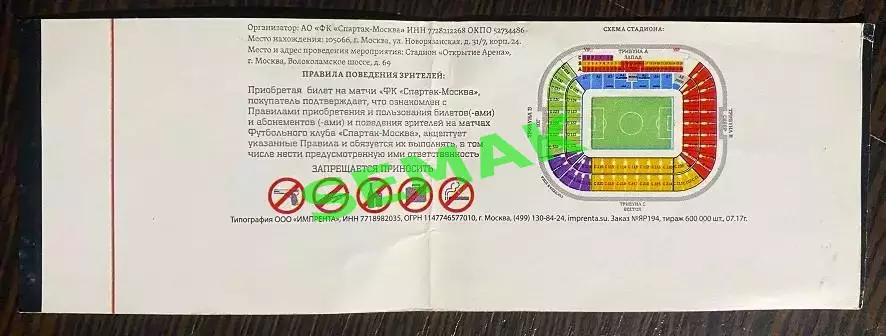 Организатор: АО «ФК «Спартак-Москва» ИНН 7728212268 ОКПО 52734486
Место нахождения: 105066, г. Москва, ул. Новорязанская, д. 31/7, корп. 24.
Место и адрес проведения мероприятия: Стадион «Открытие Арена»,
г. Москва, Волоколамское шоссе, д. 69
ПРАВИЛА ПОВЕДЕНИЯ ЗРИТЕЛЕЙ:
Приобретая билет на матчи «ФК «Спартак-Москва»,
покупатель подтверждает, что ознакомлен с
Правилами приобретения и пользования билетов(-ами)
и абонементов (-ами) и поведения зрителей на матчах
Футбольного клуба «Спартак-Москва», акцептует
указанные Правила и обязуется их выполнять, в том
числе нести предусмотренную ими ответственность
ЗАПРЕЩАЕТСЯ ПРИНОСИТЬ
СХЕМА СТАДИОНА:
ТРИБУНА А
ЗАПАД
ТРИБУНА D
ТРИБУНА B
СЕВЕР
ТРИБУНА С
ВОСТОК
SEMAK
Типография ООО «ИМПРЕНТА», ИНН 7718982035, ОГРН 1147746577010, г. Москва, (499) 130-84-24, imprenta.su. Заказ №ЯР194, тираж 600 000 шт., 07.17г.